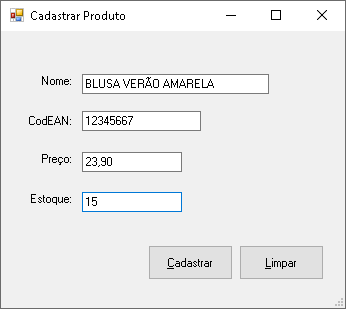 Cadastrar Produto
Nome: BLUSA VERÃO AMARELA
CodEAN: 12345667
Preço: 23,90
Estoque: 15
Cadastrar Limpar